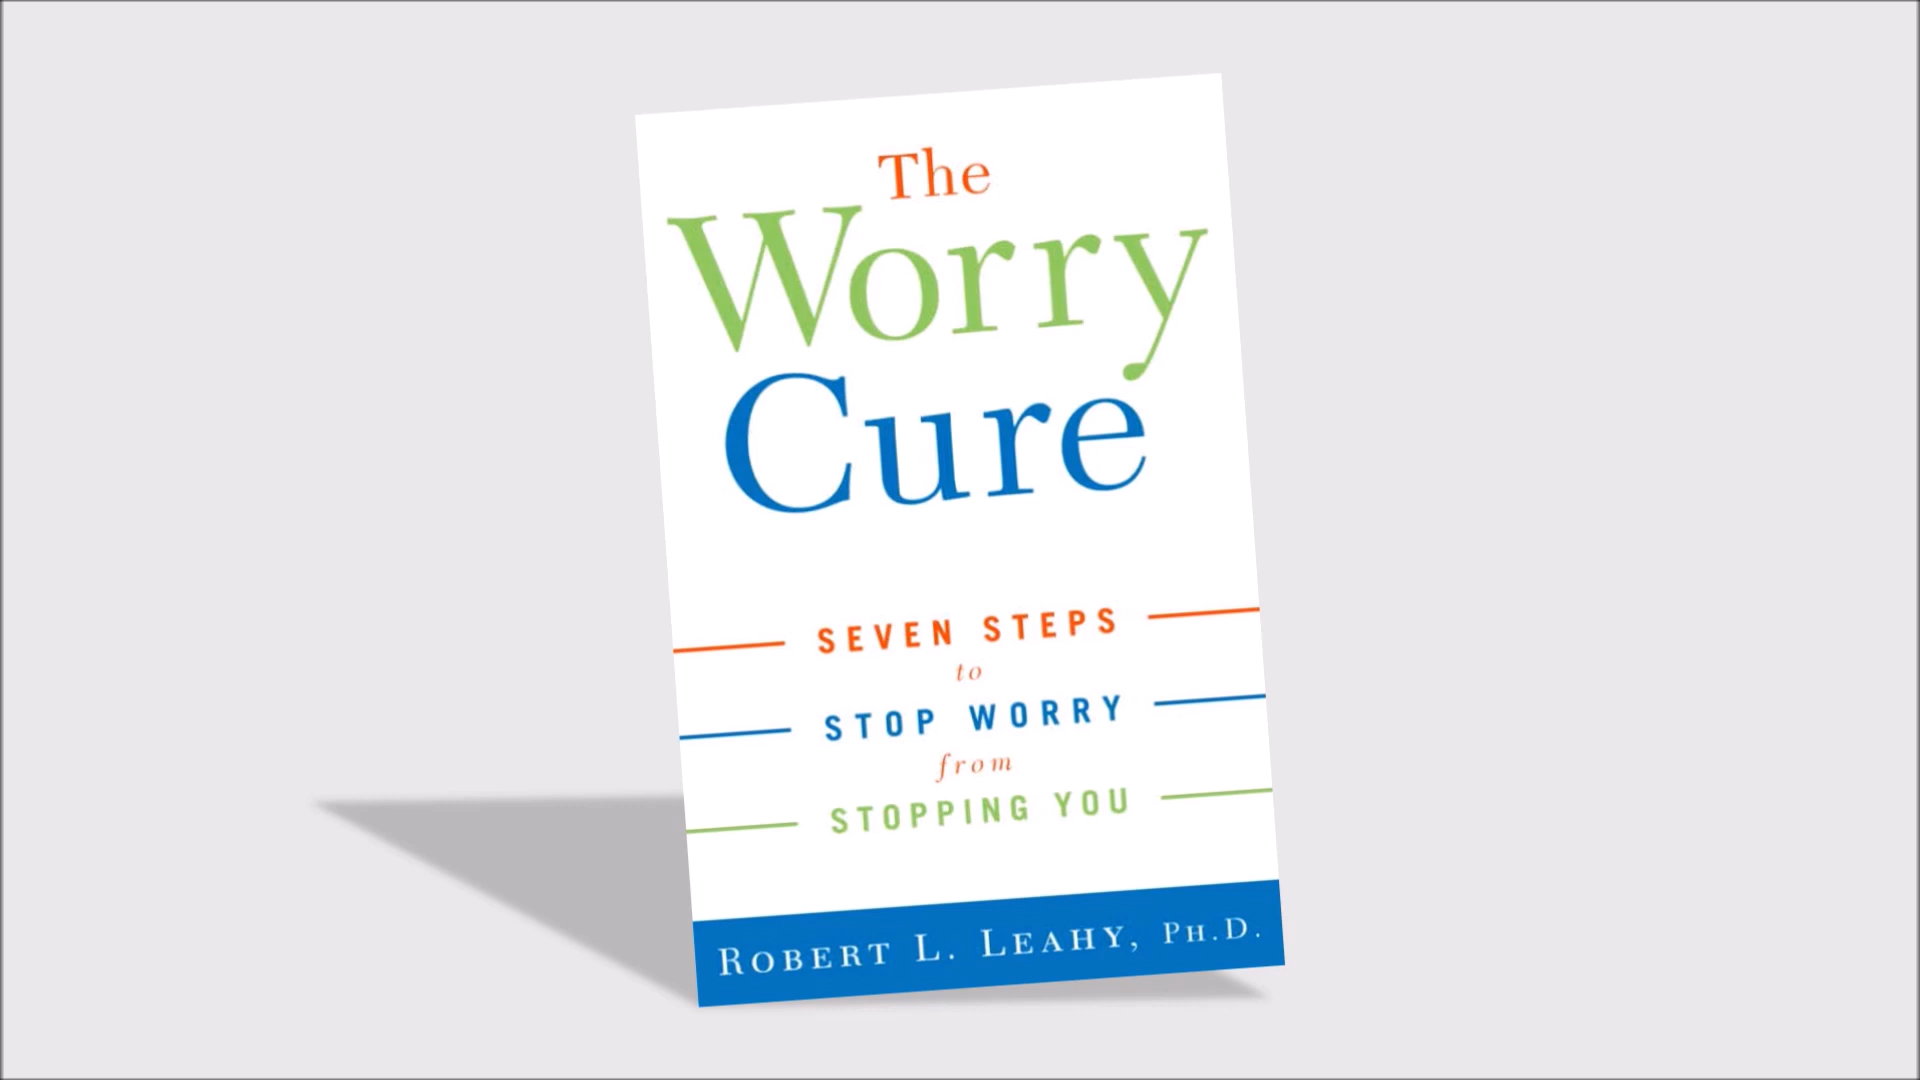 The
Worry
Cure
SEVEN STEPS
to
STOP WORRY
from
STOPPING YOU
ROBERT L. LEAHY, PH.D.